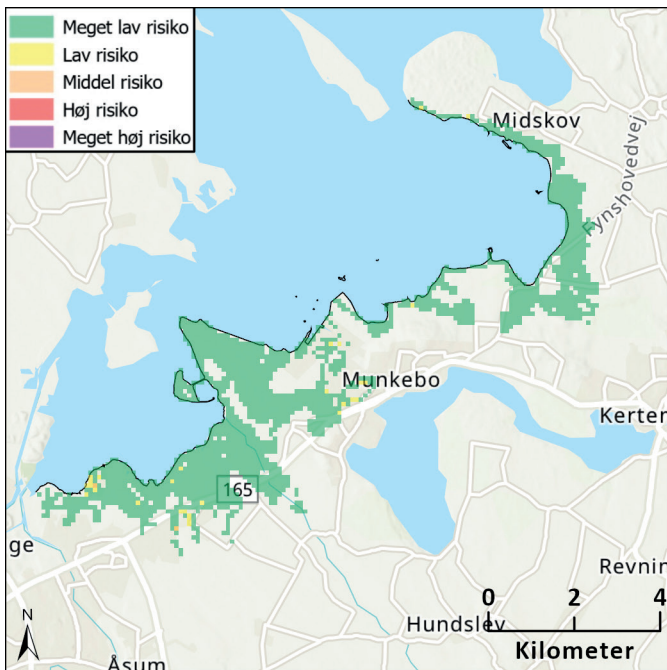 Meget lav risiko
Lav risiko
Middel risiko
Høj risiko
Meget høj risiko
Midskov
Fynshovedvej
Munkebo
Kertem
165
ge
Revnin
0 2 4
Hundslev
Kilometer
N
Åsum